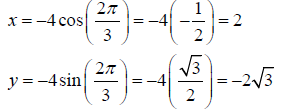 x = −4cos(2π/3) = −4(−1/2) = 2
y = −4sin(2π/3) = −4(√3/2) = −2√3